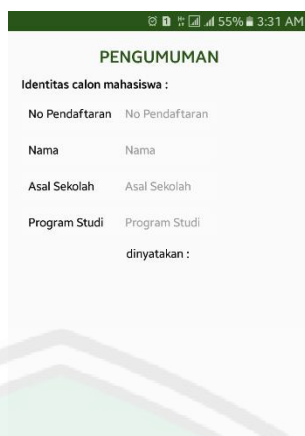 55% 3:31 AM
PENGUMUMAN
Identitas calon mahasiswa :
No Pendaftaran No Pendaftaran
Nama Nama
Asal Sekolah Asal Sekolah
Program Studi Program Studi
dinyatakan :